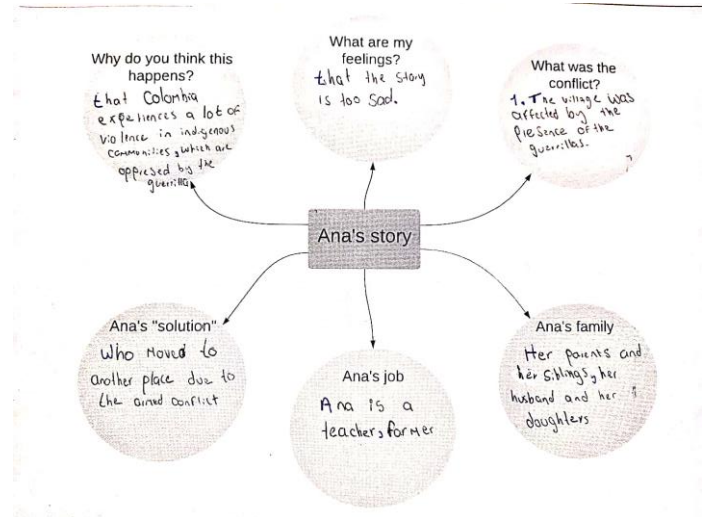 Why do you think this
happens?
that Colombia
experiences a lot of
violence in indigenous
communities, which are
oppresed by the
guerrilla
What are my
feelings?
that the story
is too sad.
What was the
conflict?
1. The village was
affected by the
presence of the
guerrillas.
Ana's story
Ana's "solution"
Who moved to
another place due to
the armed conflict
Ana's job
Ana is a
teacher, farmer
Ana's family
Her parents and
her siblings, her
husband and her
daughters